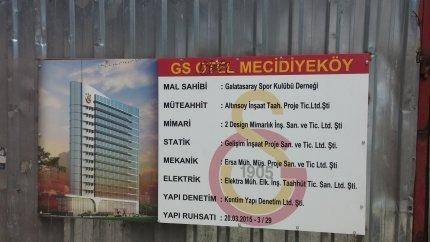 GS OTEL MECİDİYEKÖY
MAL SAHİBİ : Galatasaray Spor Kulübü Derneği
MÜTEAHHİT : Altınsoy İnşaat Taah. Proje Tic.Ltd.Şti
MİMARİ : 2 Design Mimarlık İnş. San. ve Tic. Ltd. Şti
STATİK : Gelişim İnşaat Proje San. ve Tic. Ltd. Şti
MEKANİK : Ersa Müh. Müş. Proje San. ve Tic. Ltd. Şti
1905
ELEKTRİK : Elektra Müh. Elk. İnş. Taahhüt Tic. San. Ltd. Şti
YAPI DENETİM : Kontim Yapı Denetim Ltd. Şti.
YAPI RUHSATI : 20.03.2015 - 3 / 29